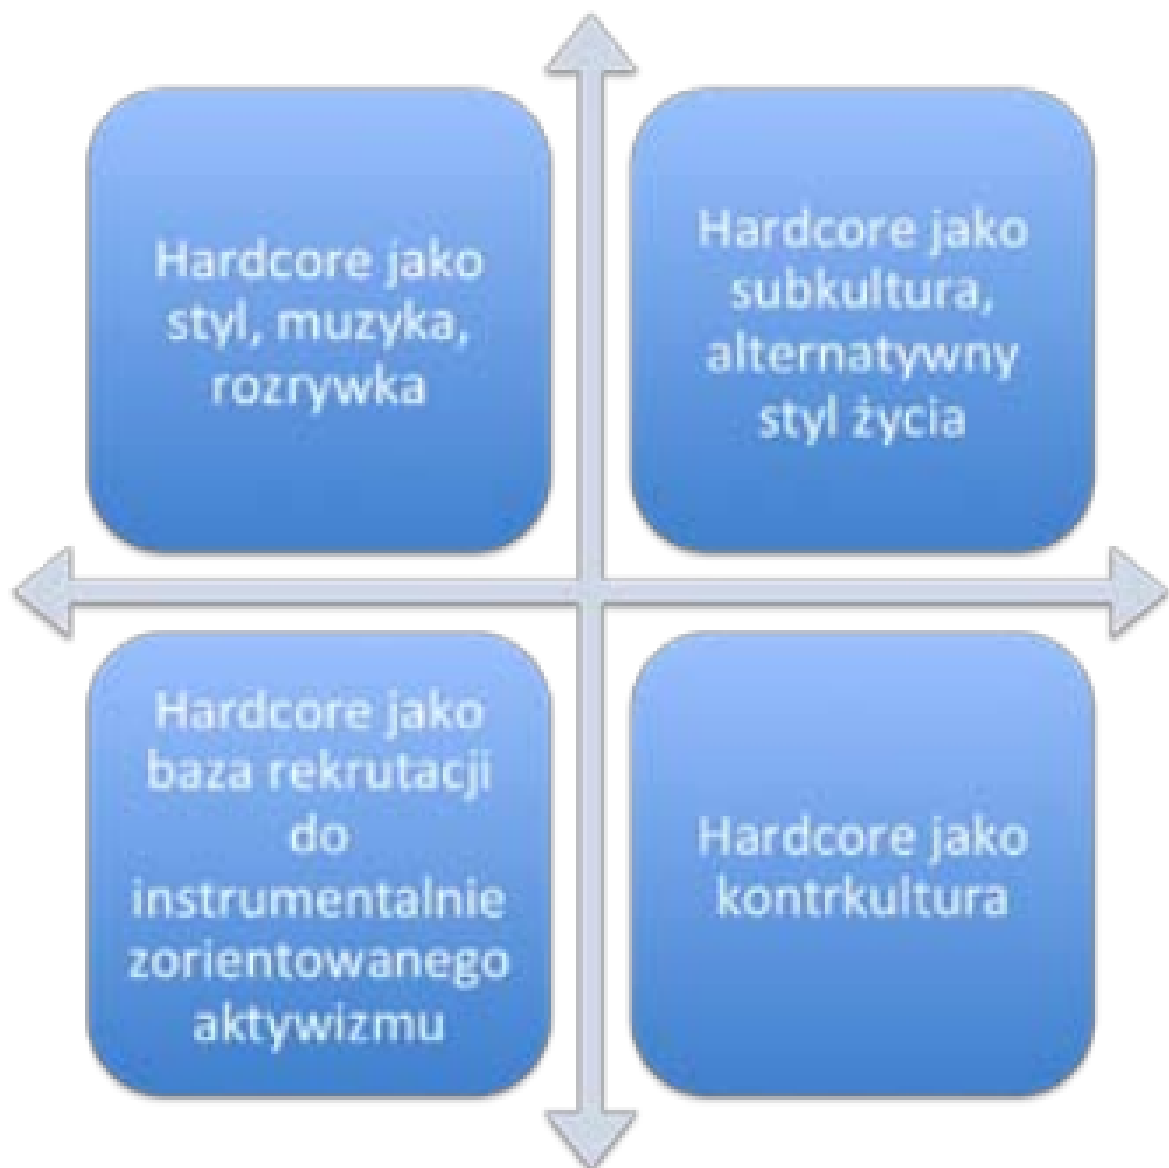 Hardcore jako
styl, muzyka,
rozrywka
Hardcore jako
subkultura,
alternatywny
styl życia
Hardcore jako
baza rekrutacji
do
instrumentalnie
zorientowanego
aktywizmu
Hardcore jako
kontrkultura